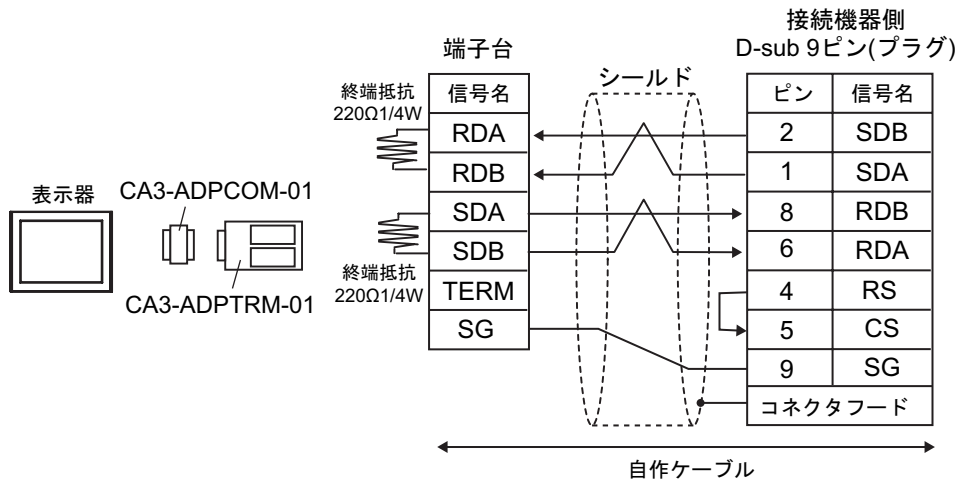 接続機器側
D-sub 9ピン(プラグ)
端子台
シールド
終端抵抗
220Ω1/4W
信号名
ピン 信号名
RDA
2 SDB
RDB
1 SDA
表示器
CA3-ADPCOM-01
SDA
8 RDB
SDB
6 RDA
CA3-ADPTRM-01
終端抵抗
220Ω1/4W
TERM
4 RS
SG
5 CS
9 SG
コネクタフード
自作ケーブル